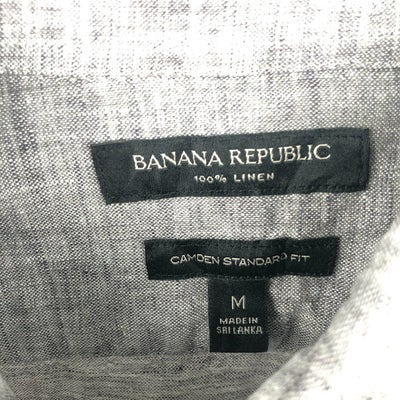 BANANA REPUBLIC
100% LINEN
CAMDEN STANDARD FIT
M
MADE IN
SRI LANKA